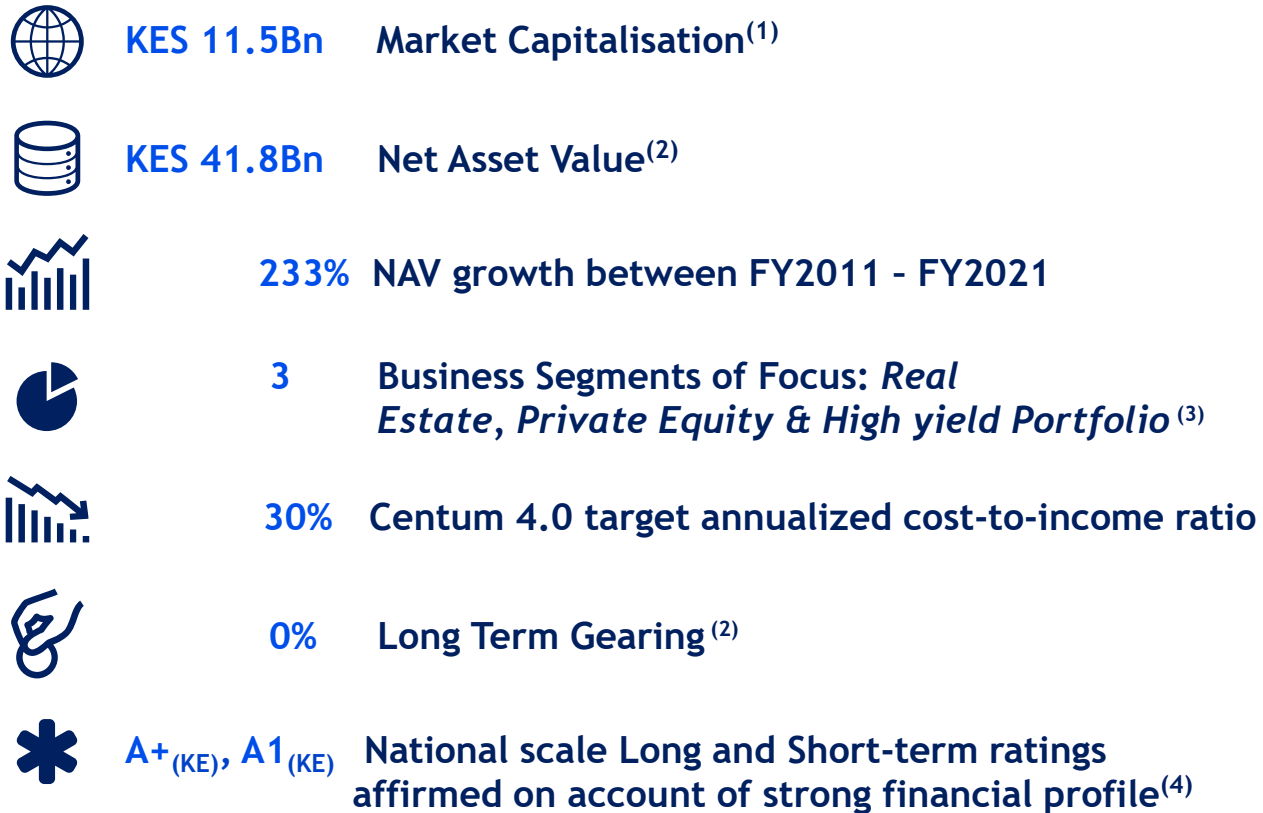 KES 11.5Bn Market Capitalisation(1)
KES 41.8Bn Net Asset Value(2)
233% NAV growth between FY2011 – FY2021
3 Business Segments of Focus: Real
Estate, Private Equity & High yield Portfolio (3)
30% Centum 4.0 target annualized cost-to-income ratio
0% Long Term Gearing (2)
A+(KE), A1(KE) National scale Long and Short-term ratings
affirmed on account of strong financial profile(4)